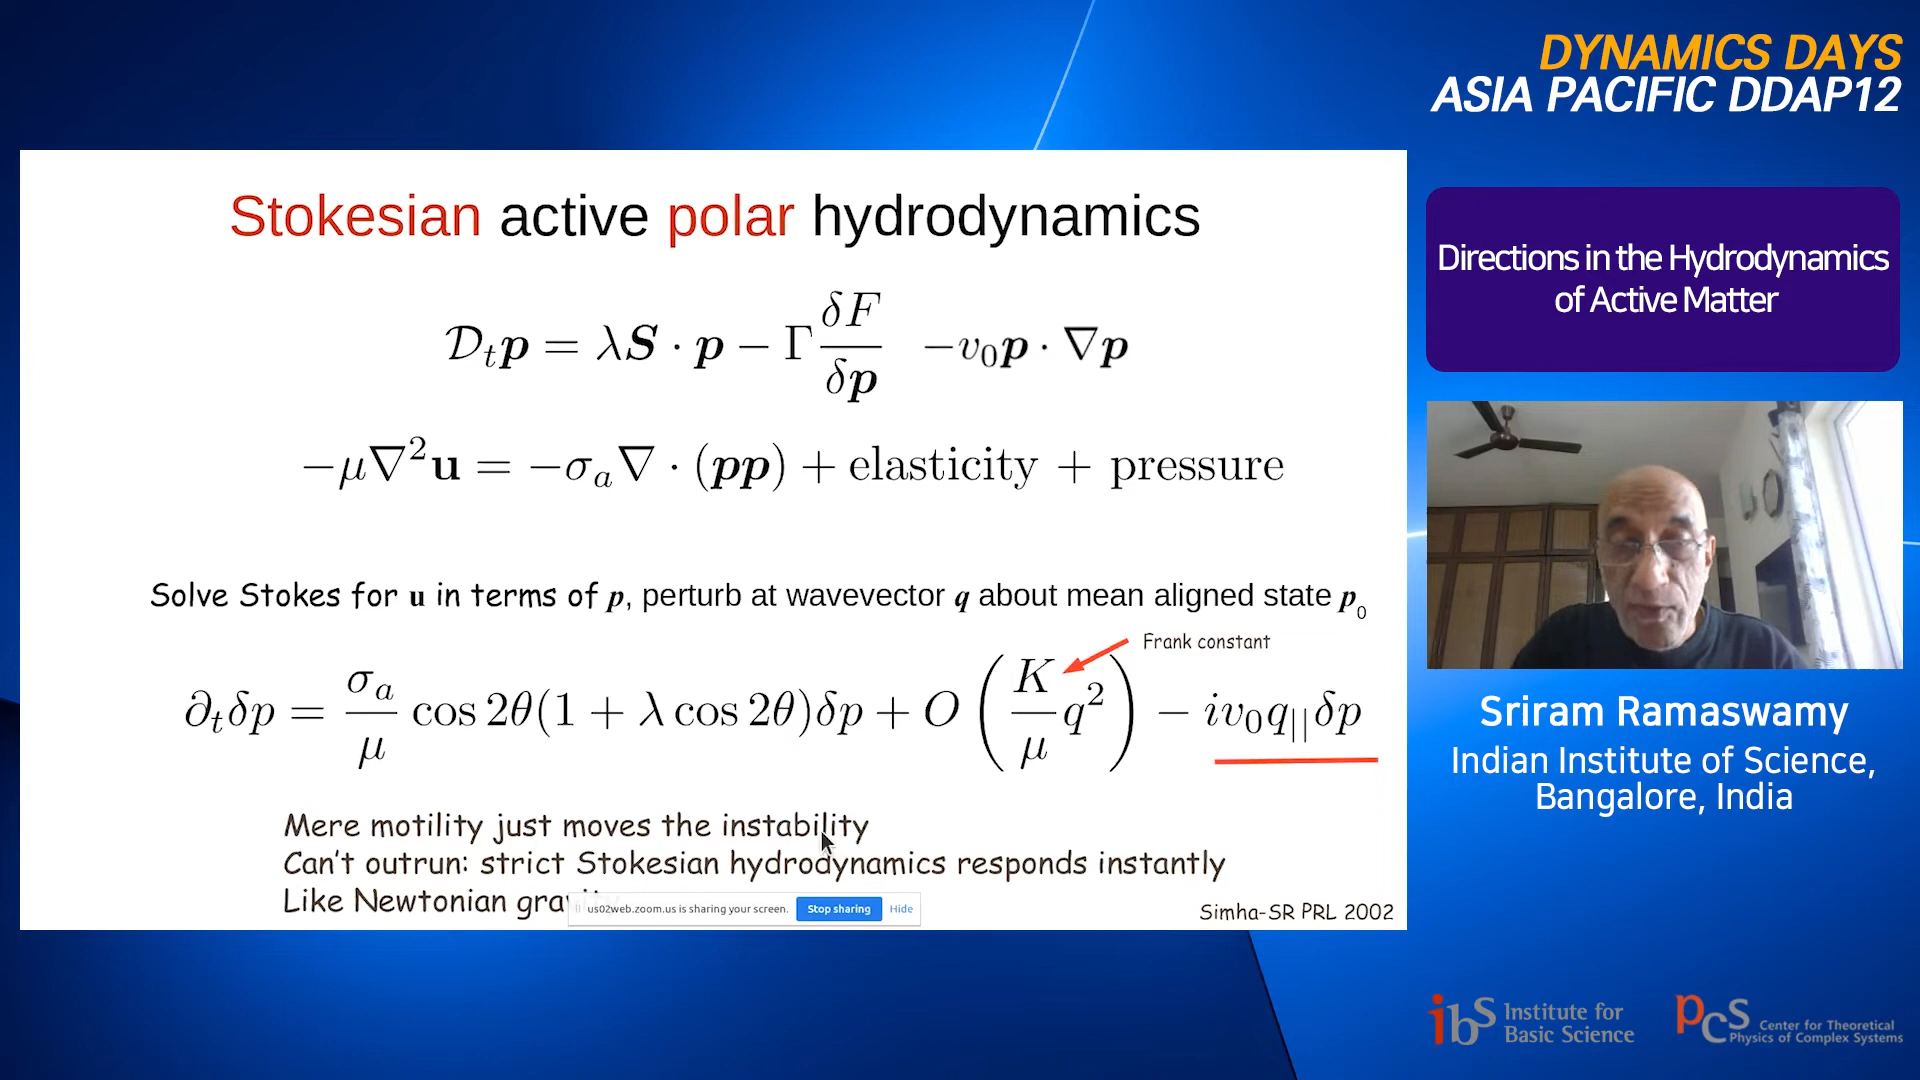 DYNAMICS DAYS
ASIA PACIFIC DDAP12
Directions in the Hydrodynamics
of Active Matter
Stokesian active polar hydrodynamics
𝒟ₜ𝒑 = λ𝑺 · 𝒑 − Γ δF/δ𝒑 −v₀𝒑 · ∇𝒑
−μ∇²𝐮 = −σₐ∇ · (𝒑𝒑) + elasticity + pressure
Solve Stokes for 𝐮 in terms of 𝒑, perturb at wavevector 𝒒 about mean aligned state 𝒑₀
Frank constant
∂ₜδp = σₐ/μ cos 2θ(1 + λ cos 2θ)δp + O(K/μ q²) − iv₀q||δp
Mere motility just moves the instability
Can't outrun: strict Stokesian hydrodynamics responds instantly
Like Newtonian
us02web.zoom.us is sharing your screen. Stop sharing Hide
Simha-SR PRL 2002
Sriram Ramaswamy
Indian Institute of Science,
Bangalore, India
ibs Institute for
Basic Science
pcs Center for Theoretical
Physics of Complex Systems